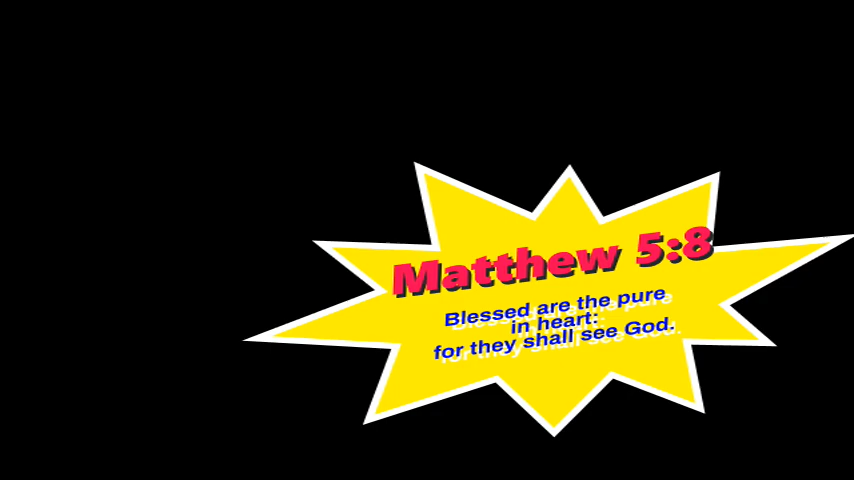 Matthew 5:8
Blessed are the pure
in heart:
for they shall see God.